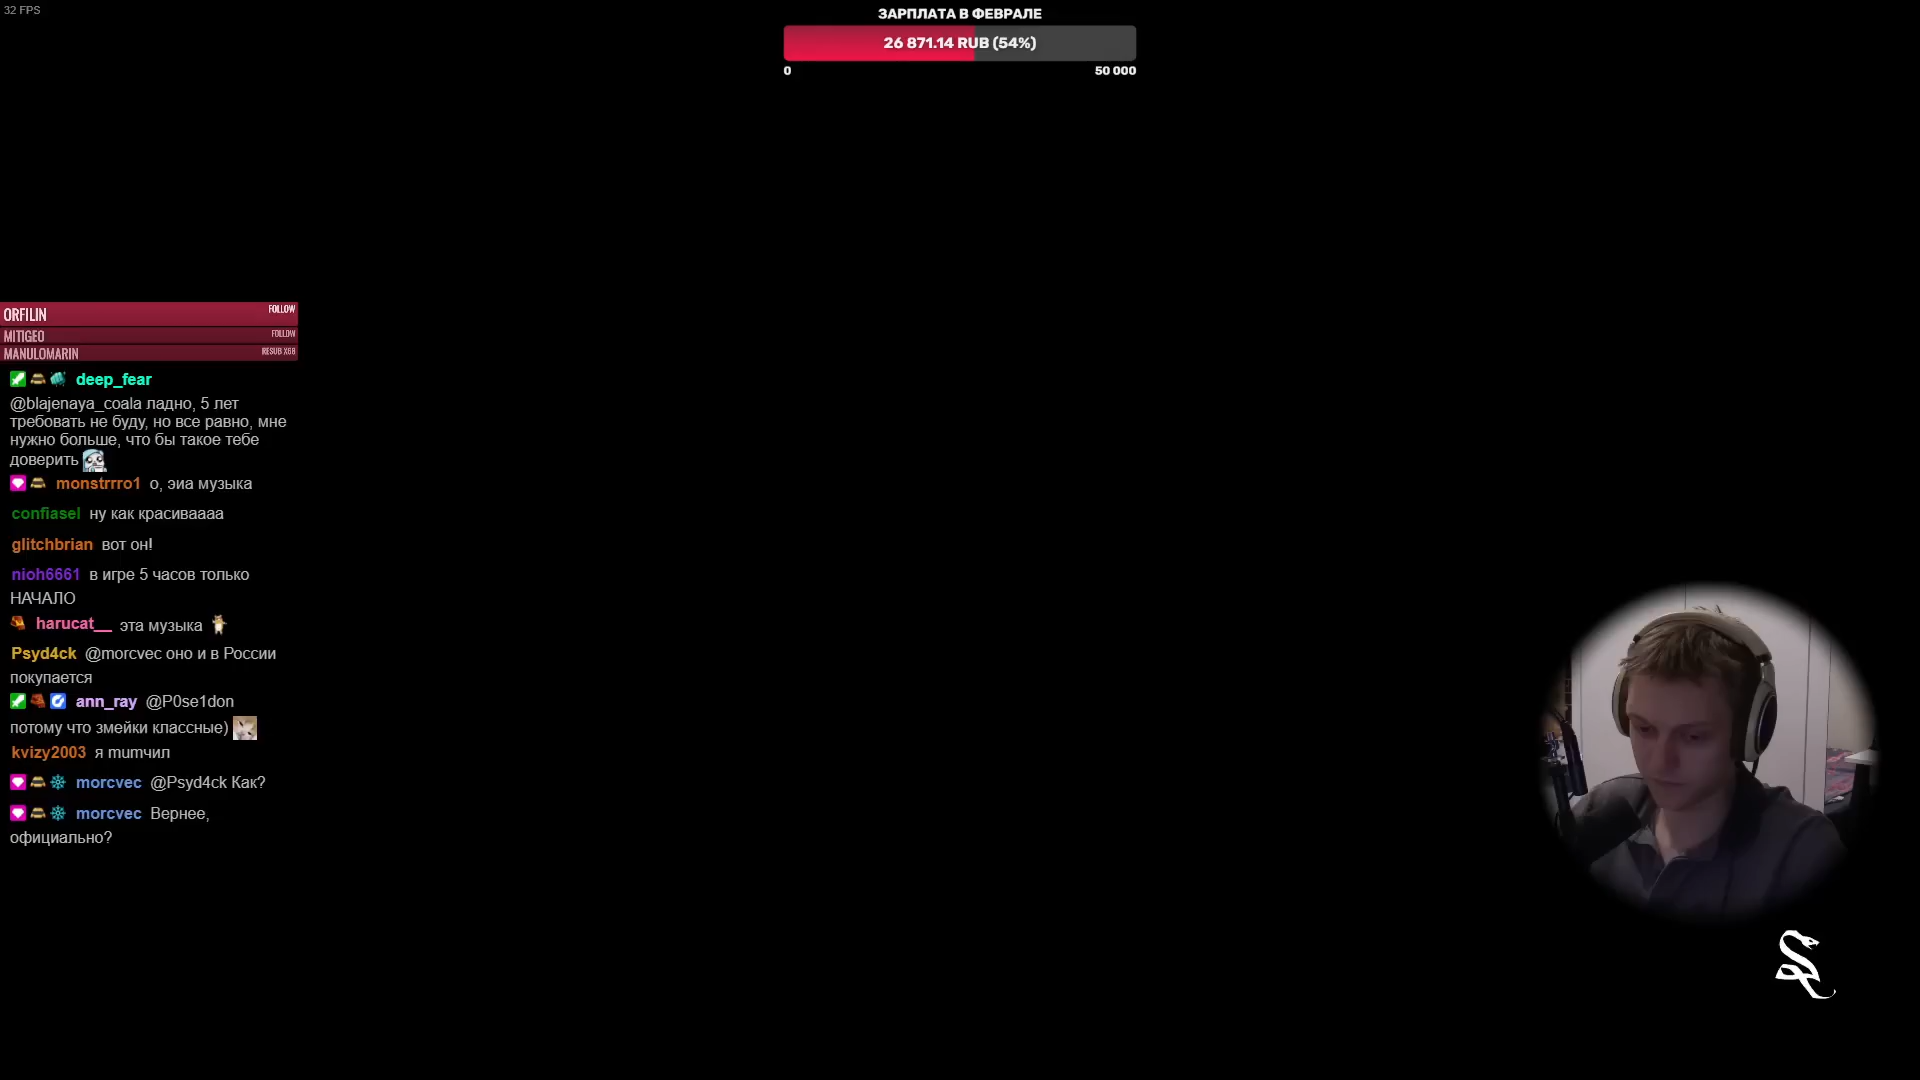 32 FPS
ЗАРПЛАТА В ФЕВРАЛЕ
26 871.14 RUB (54%)
0 50 000
ORFILIN FOLLOW
MITIGEO FOLLOW
MANULOMARIN RESUB X68
deep_fear
@blajenaya_coala ладно, 5 лет
требовать не буду, но все равно, мне
нужно больше, что бы такое тебе
доверить
monstrrro1 о, эиа музыка
confiasel ну как красиваааа
glitchbrian вот он!
nioh6661 в игре 5 часов только
НАЧАЛО
harucat__ эта музыка
Psyd4ck @morcvec оно и в России
покупается
ann_ray @P0se1don
потому что змейки классные)
kvizy2003 я mumчил
morcvec @Psyd4ck Как?
morcvec Вернее,
официально?